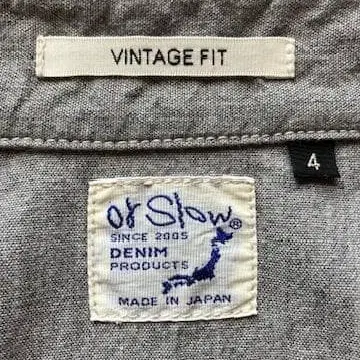 VINTAGE FIT
4
or Slow®
SINCE 2005
DENIM
PRODUCTS
MADE IN JAPAN